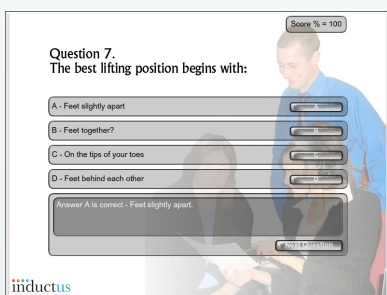 Score % = 100
Question 7.
The best lifting position begins with:
A - Feet slightly apart
A
B - Feet together?
B
C - On the tips of your toes
C
D - Feet behind each other
D
Answer A is correct - Feet slightly apart.
Next Question
inductus